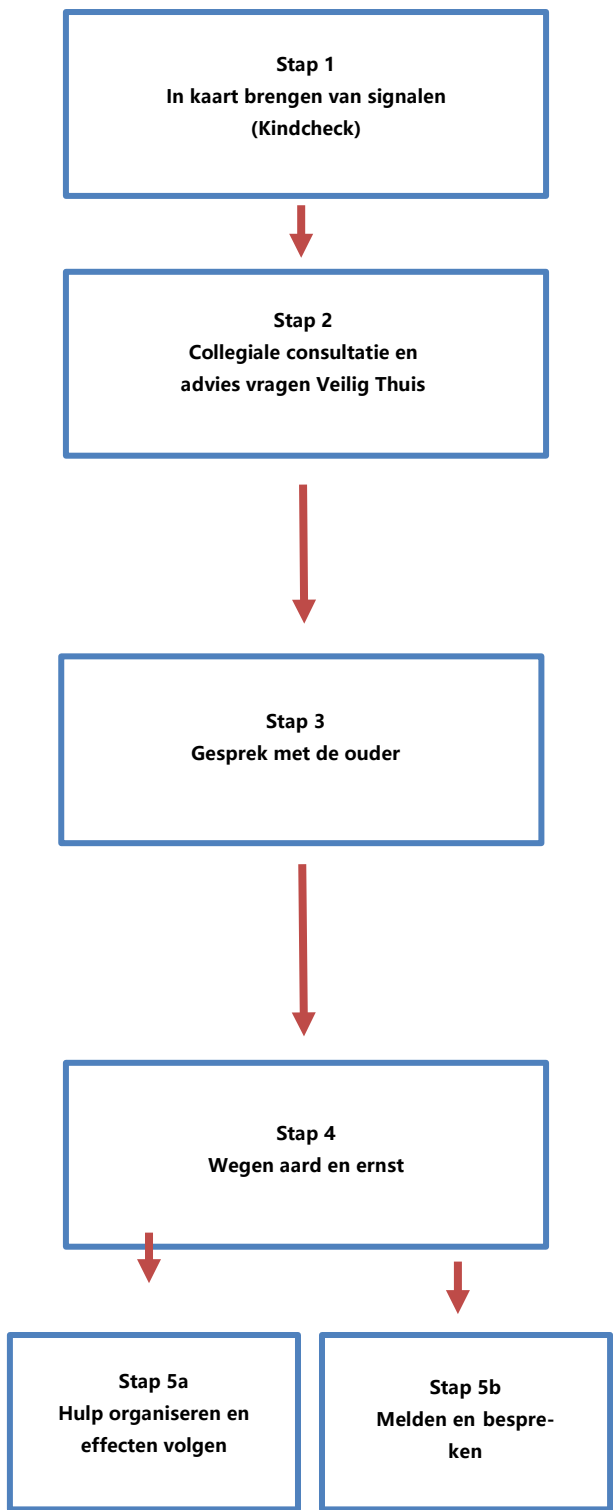 Stap 1
In kaart brengen van signalen
(Kindcheck)
Stap 2
Collegiale consultatie en
advies vragen Veilig Thuis
Stap 3
Gesprek met de ouder
Stap 4
Wegen aard en ernst
Stap 5a
Hulp organiseren en
effecten volgen
Stap 5b
Melden en bespre-
ken